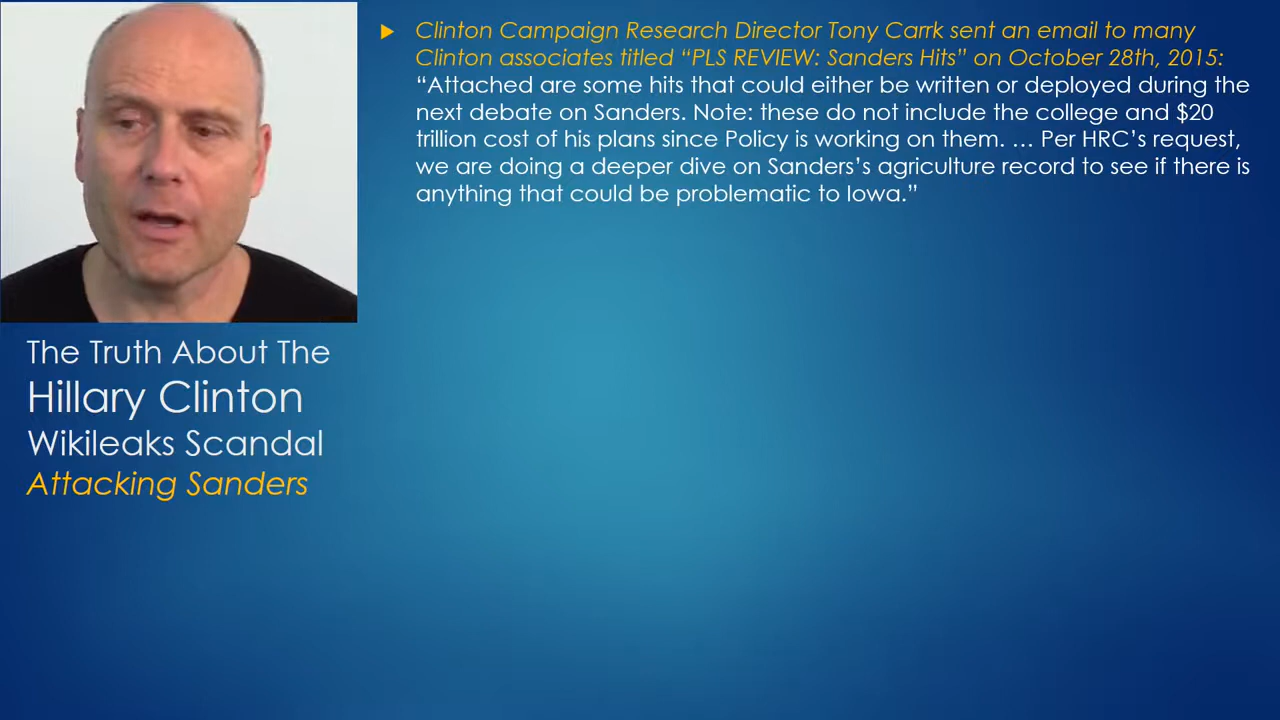 Clinton Campaign Research Director Tony Carrk sent an email to many
Clinton associates titled “PLS REVIEW: Sanders Hits” on October 28th, 2015:
“Attached are some hits that could either be written or deployed during the
next debate on Sanders. Note: these do not include the college and $20
trillion cost of his plans since Policy is working on them. … Per HRC’s request,
we are doing a deeper dive on Sanders’s agriculture record to see if there is
anything that could be problematic to Iowa.”
The Truth About The
Hillary Clinton
Wikileaks Scandal
Attacking Sanders